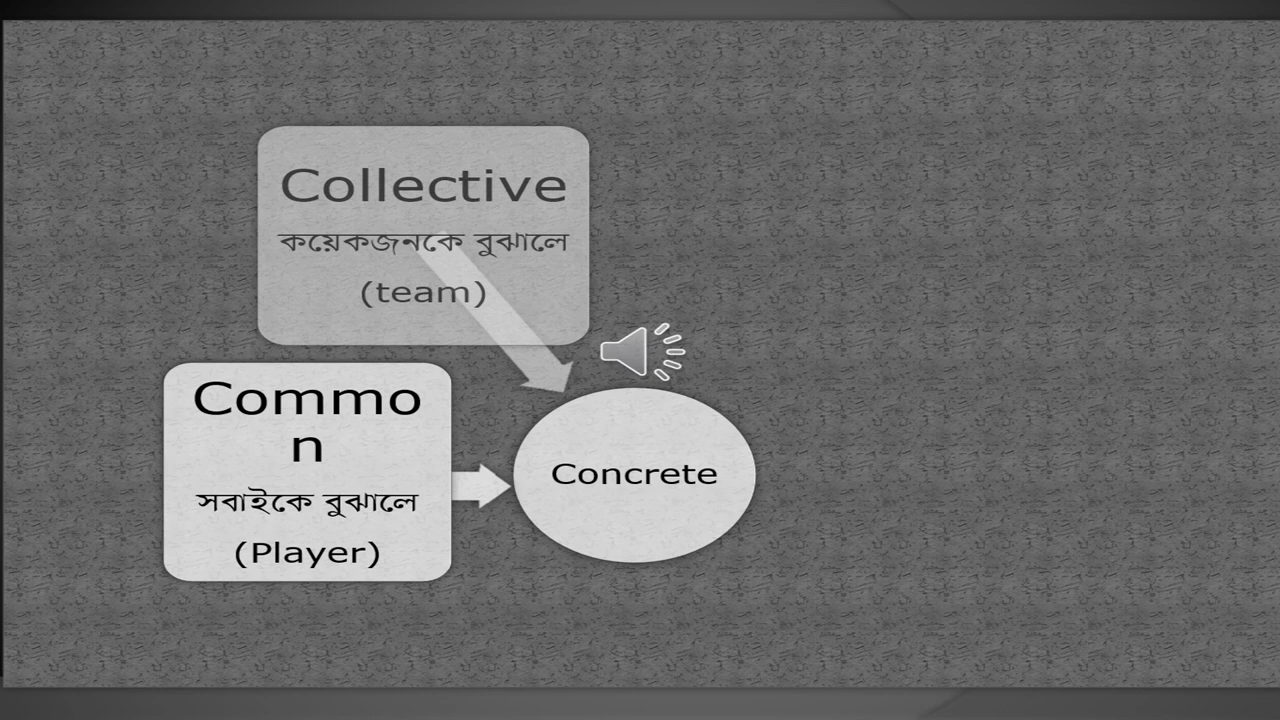 Collective
কয়েকজনকে বুঝালে
(team)
Commo
n
সবাইকে বুঝালে
(Player)
Concrete